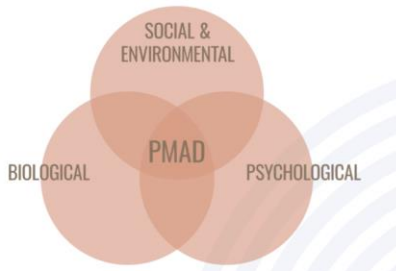 SOCIAL &
ENVIRONMENTAL
PMAD
BIOLOGICAL
PSYCHOLOGICAL